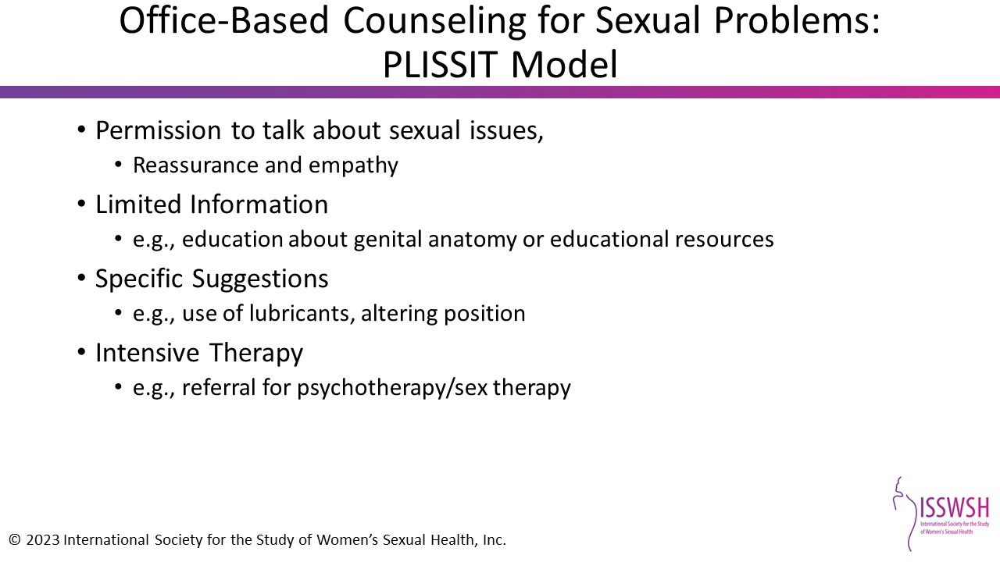 Office-Based Counseling for Sexual Problems:
PLISSIT Model
• Permission to talk about sexual issues,
• Reassurance and empathy
• Limited Information
• e.g., education about genital anatomy or educational resources
• Specific Suggestions
• e.g., use of lubricants, altering position
• Intensive Therapy
• e.g., referral for psychotherapy/sex therapy
ISSWSH
International Society for the Study
of Women's Sexual Health
© 2023 International Society for the Study of Women’s Sexual Health, Inc.